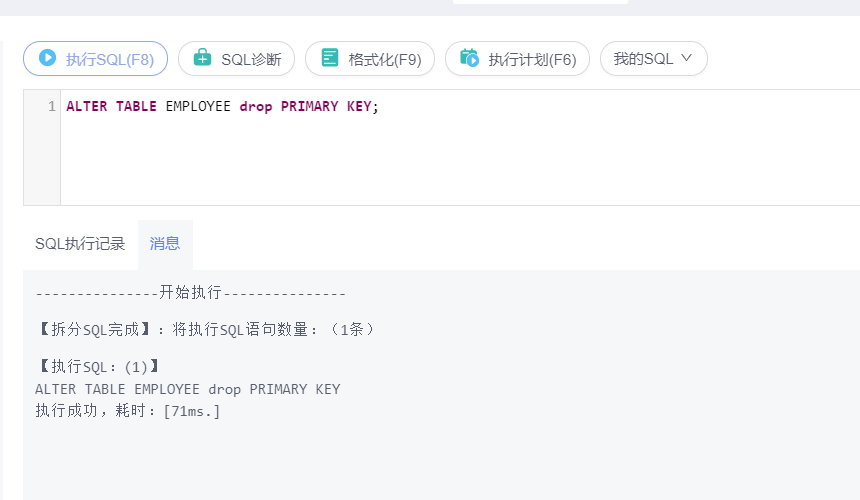 执行SQL(F8) SQL诊断 格式化(F9) 执行计划(F6) 我的SQL
1 ALTER TABLE EMPLOYEE drop PRIMARY KEY;
SQL执行记录 消息
---------------开始执行---------------
【拆分SQL完成】：将执行SQL语句数量：（1条）
【执行SQL：(1)】
ALTER TABLE EMPLOYEE drop PRIMARY KEY
执行成功，耗时：[71ms.]